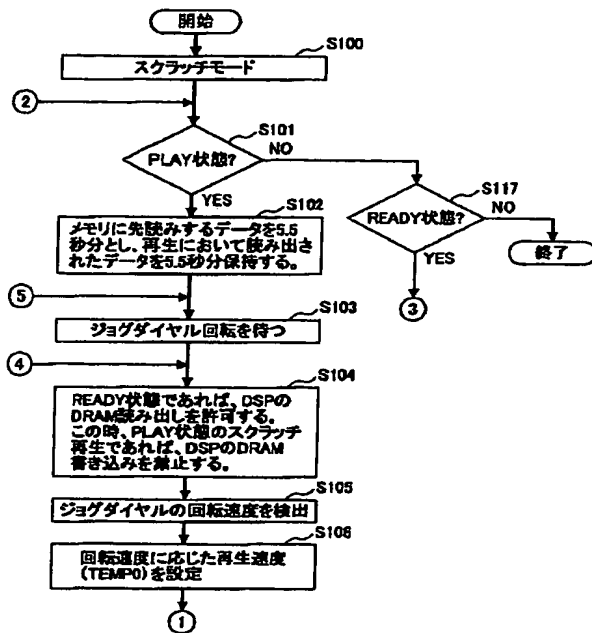 開始
S100
スクラッチモード
②
S101
PLAY状態?
NO
YES
S117
READY状態?
NO
終了
YES
③
S102
メモリに先読みするデータを5.5
秒分とし、再生において読み出さ
れたデータを5.5秒分保持する。
⑤
S103
ジョグダイヤル回転を待つ
④
S104
READY状態であれば、DSPの
DRAM読み出しを許可する。
この時、PLAY状態のスクラッチ
再生であれば、DSPのDRAM
書き込みを禁止する。
S105
ジョグダイヤルの回転速度を検出
S106
回転速度に応じた再生速度
(TEMPO)を設定
①